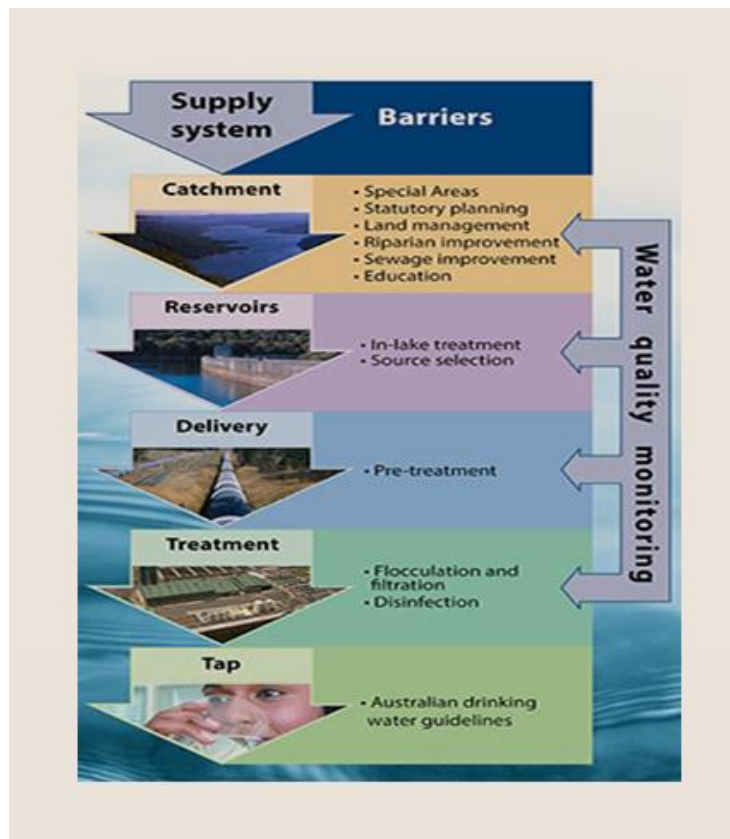 Supply
system
Barriers
Catchment
• Special Areas
• Statutory planning
• Land management
• Riparian improvement
• Sewage improvement
• Education
Reservoirs
• In-lake treatment
• Source selection
Delivery
• Pre-treatment
Treatment
• Flocculation and
filtration
• Disinfection
Tap
• Australian drinking
water guidelines
Water quality monitoring